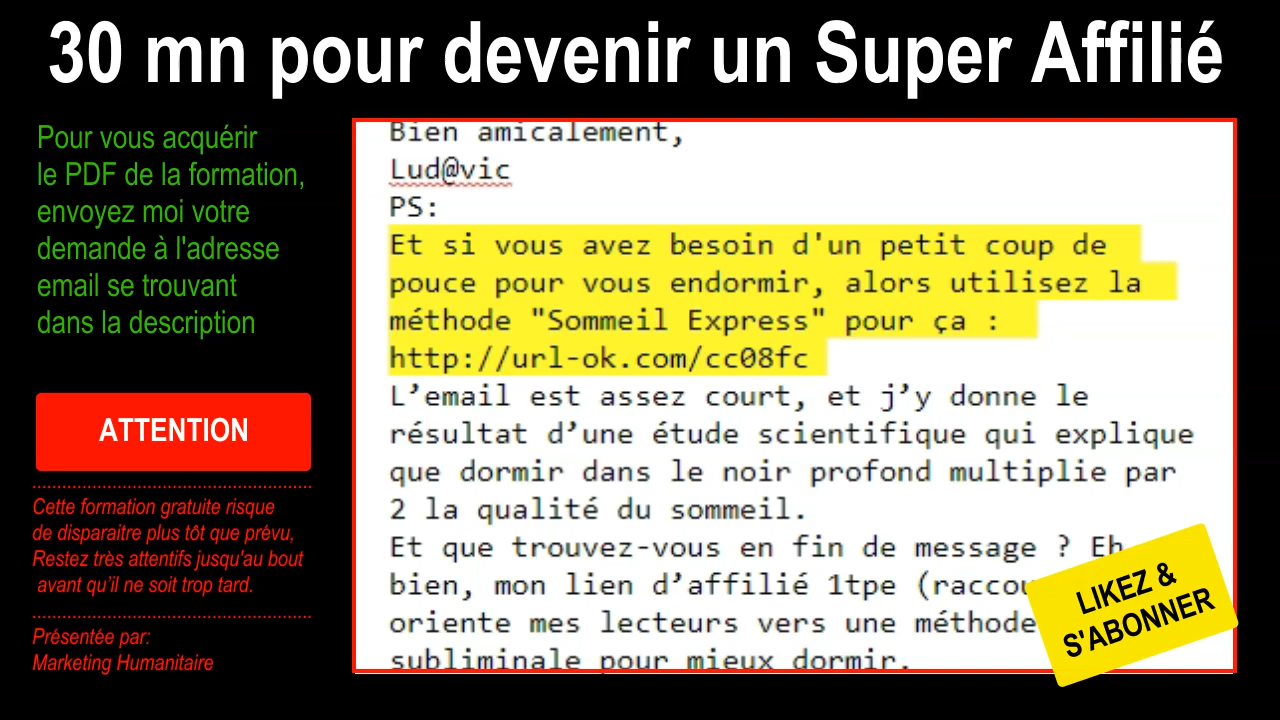 30 mn pour devenir un Super Affilié
Pour vous acquérir
le PDF de la formation,
envoyez moi votre
demande à l'adresse
email se trouvant
dans la description
ATTENTION
Cette formation gratuite risque
de disparaitre plus tôt que prévu,
Restez très attentifs jusqu'au bout
avant qu'il ne soit trop tard.
Présentée par:
Marketing Humanitaire
Bien amicalement,
Lud@vic
PS:
Et si vous avez besoin d'un petit coup de
pouce pour vous endormir, alors utilisez la
méthode "Sommeil Express" pour ça :
http://url-ok.com/cc08fc
L’email est assez court, et j’y donne le
résultat d’une étude scientifique qui explique
que dormir dans le noir profond multiplie par
2 la qualité du sommeil.
Et que trouvez-vous en fin de message ? Eh
bien, mon lien d’affilié 1tpe
oriente mes lecteurs vers une méthode
subliminale pour mieux dormir.
LIKEZ &
S'ABONNER